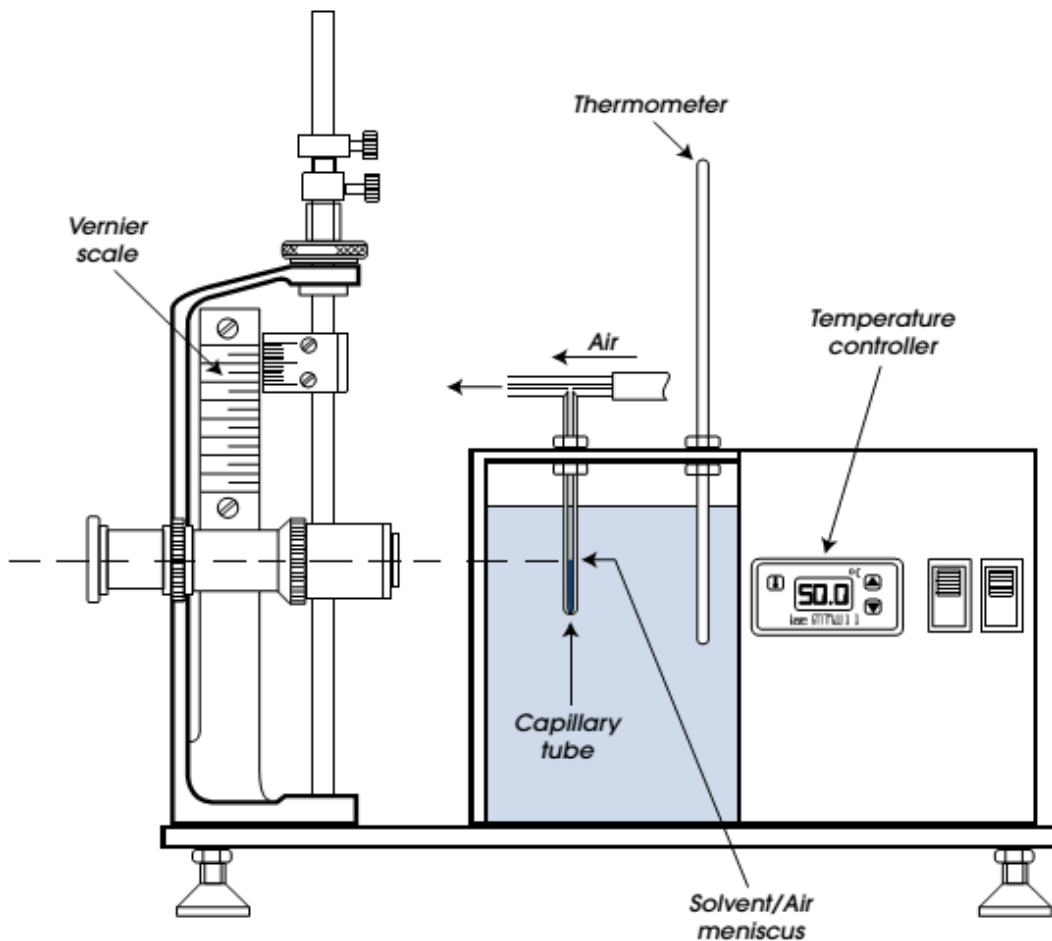 Thermometer
Vernier
scale
Temperature
controller
Air
°C
50.0
Capillary
tube
Solvent/Air
meniscus